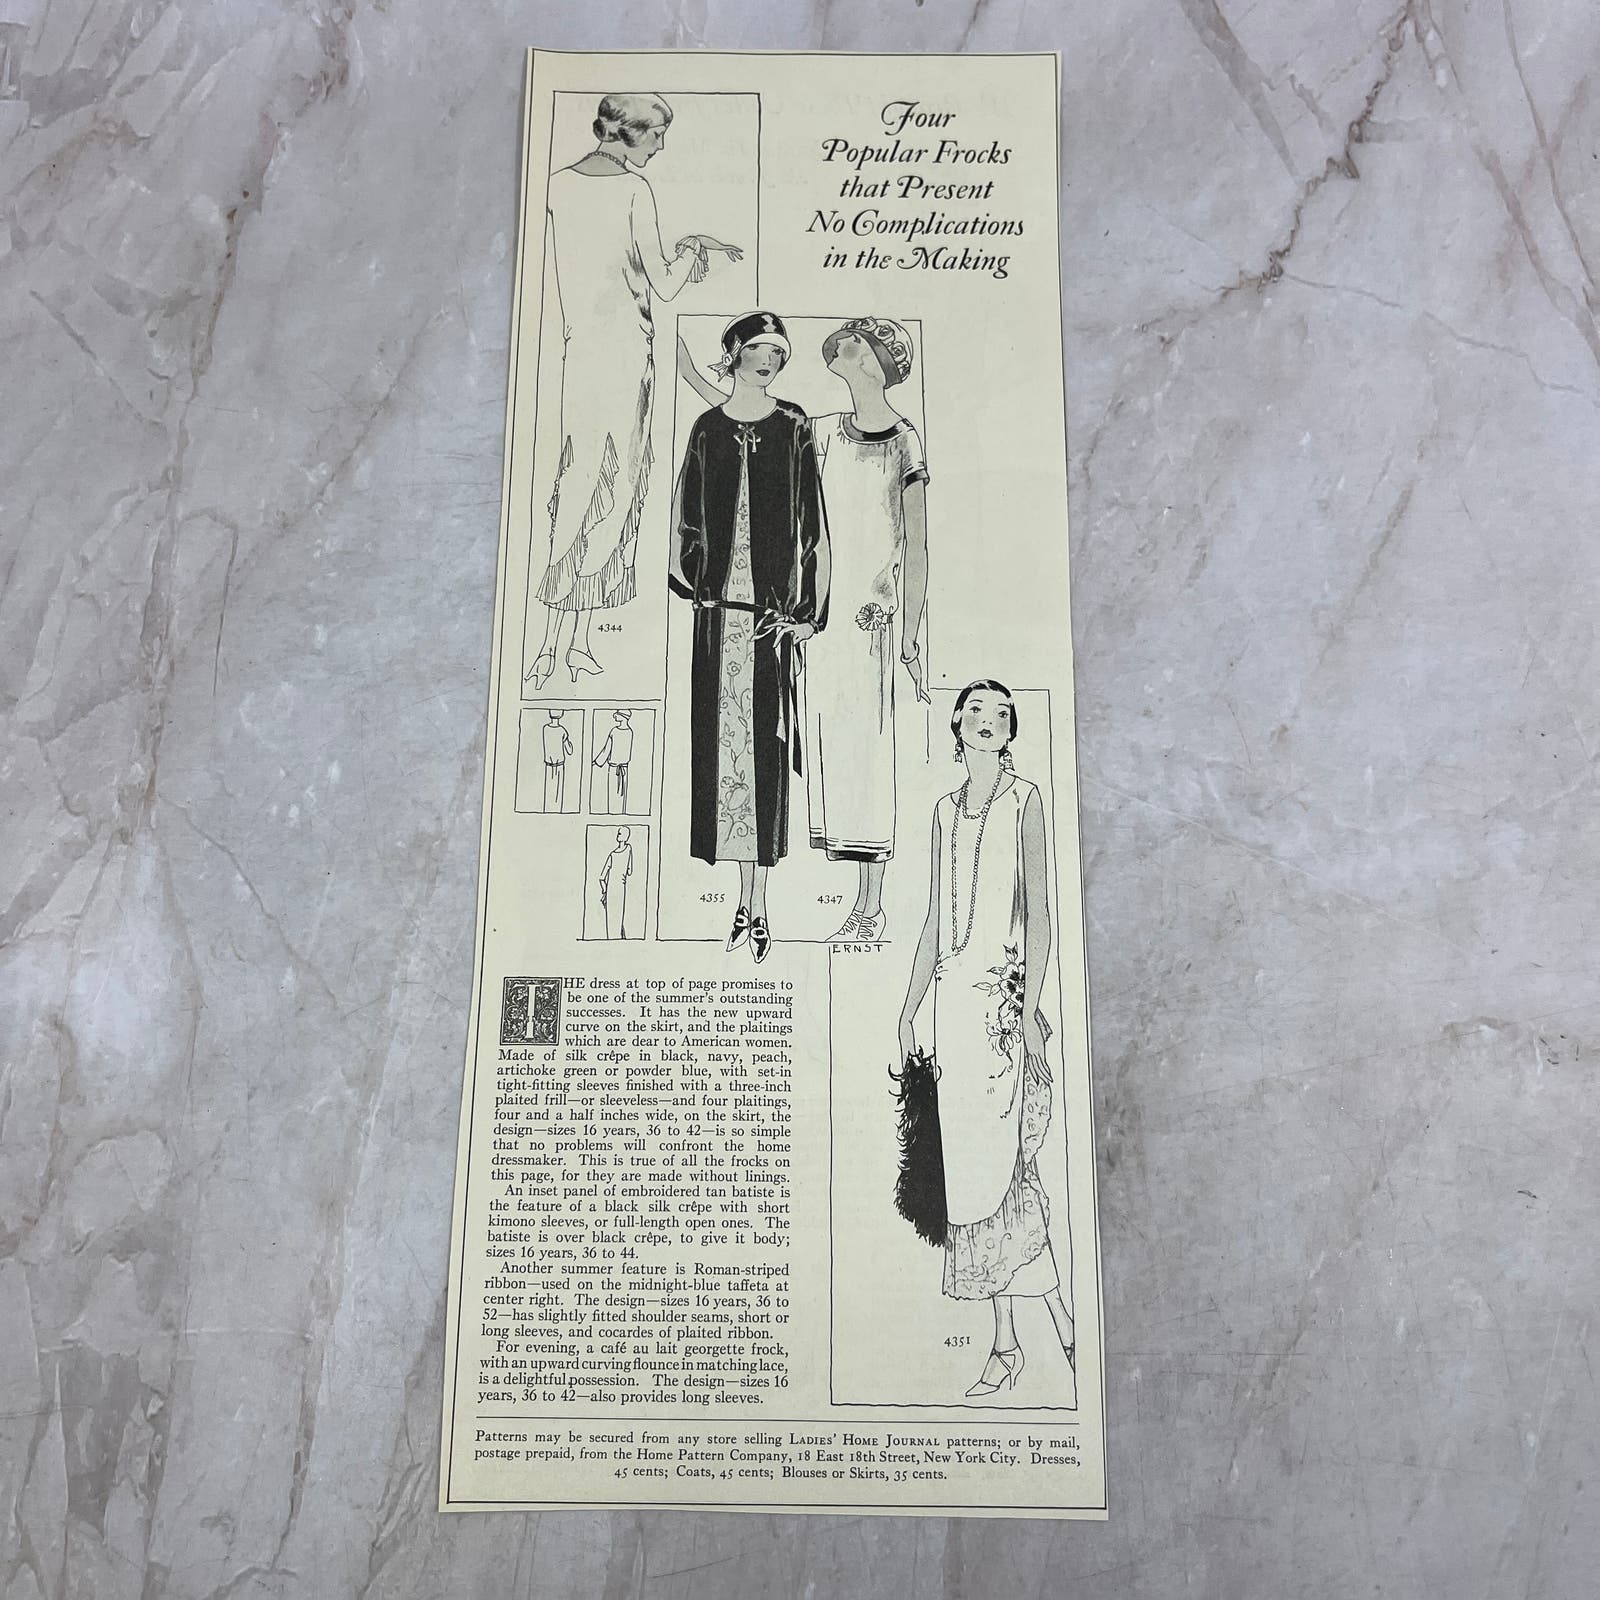 Four
Popular Frocks
that Present
No Complications
in the Making
4344
4355
4347
ERNST
4351
THE dress at top of page promises to
be one of the summer's outstanding
successes. It has the new upward
curve on the skirt, and the plaitings
which are dear to American women.
Made of silk crêpe in black, navy, peach,
artichoke green or powder blue, with set-in
tight-fitting sleeves finished with a three-inch
plaited frill—or sleeveless—and four plaitings,
four and a half inches wide, on the skirt, the
design—sizes 16 years, 36 to 42—is so simple
that no problems will confront the home
dressmaker. This is true of all the frocks on
this page, for they are made without linings.
An inset panel of embroidered tan batiste is
the feature of a black silk crêpe with short
kimono sleeves, or full-length open ones. The
batiste is over black crêpe, to give it body;
sizes 16 years, 36 to 44.
Another summer feature is Roman-striped
ribbon—used on the midnight-blue taffeta at
center right. The design—sizes 16 years, 36 to
52—has slightly fitted shoulder seams, short or
long sleeves, and cocardes of plaited ribbon.
For evening, a café au lait georgette frock,
with an upward curving flounce in matching lace,
is a delightful possession. The design—sizes 16
years, 36 to 42—also provides long sleeves.
Patterns may be secured from any store selling LADIES' HOME JOURNAL patterns; or by mail,
postage prepaid, from the Home Pattern Company, 18 East 18th Street, New York City. Dresses,
45 cents; Coats, 45 cents; Blouses or Skirts, 35 cents.